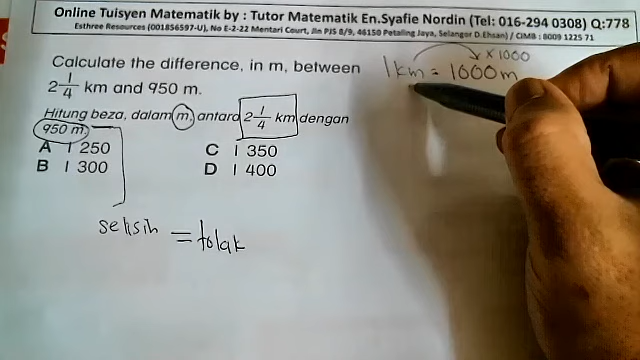 Online Tuisyen Matematik by : Tutor Matematik En.Syafie Nordin (Tel: 016-294 0308) Q:778
Esthree Resources (001856597-U), No E-2-22 Mentari Court, Jln PJS 8/9, 46150 Petaling Jaya, Selangor D.Ehsan) / CIMB : 8009 1225 71
x 1000
1km = 1000m
Calculate the difference, in m, between
2 1/4 km and 950 m.
Hitung beza, dalam m, antara 2 1/4 km dengan
950 m.
A 1 250 C 1 350
B 1 300 D 1 400
selisih = tolak